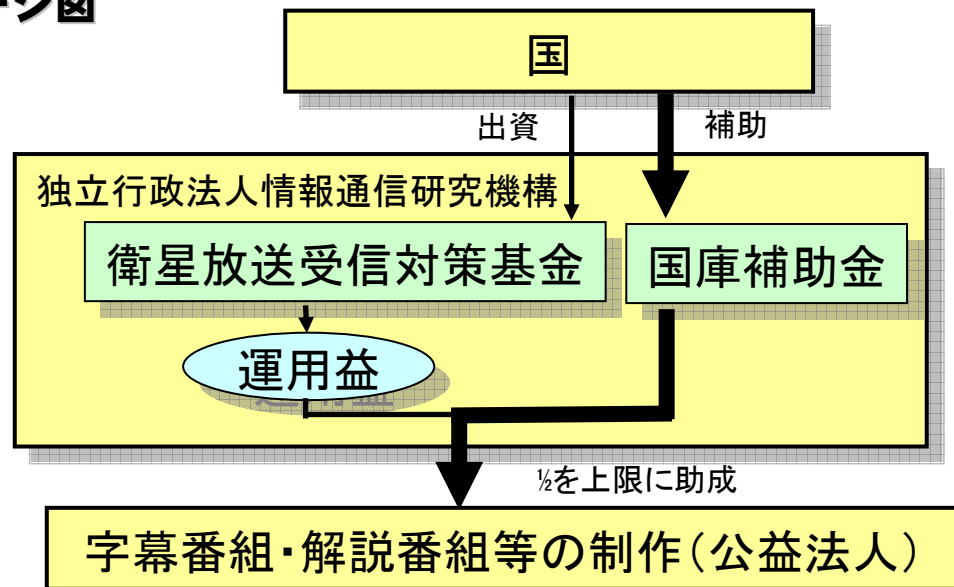 ージ図
国
出資
補助
独立行政法人情報通信研究機構
衛星放送受信対策基金
国庫補助金
運用益
½を上限に助成
字幕番組・解説番組等の制作(公益法人)